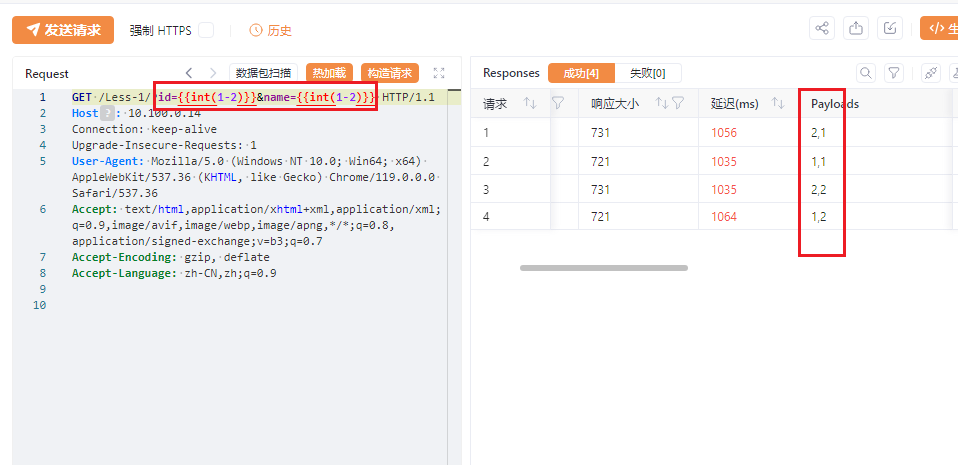 发送请求 强制 HTTPS 历史
Request 数据包扫描 热加载 构造请求
1 GET·/Less-1/?id={{int(1-2)}}&name={{int(1-2)}}·HTTP/1.1
2 Host?:·10.100.0.14
3 Connection:·keep-alive
4 Upgrade-Insecure-Requests:·1
5 User-Agent:·Mozilla/5.0·(Windows·NT·10.0;·Win64;·x64)·
AppleWebKit/537.36·(KHTML,·like·Gecko)·Chrome/119.0.0.0·
Safari/537.36
6 Accept:·text/html,application/xhtml+xml,application/xml;
q=0.9,image/avif,image/webp,image/apng,*/*;q=0.8,
application/signed-exchange;v=b3;q=0.7
7 Accept-Encoding:·gzip,·deflate
8 Accept-Language:·zh-CN,zh;q=0.9
9
10
Responses 成功[4] 失败[0]
请求 响应大小 延迟(ms) Payloads
1 731 1056 2,1
2 721 1035 1,1
3 731 1035 2,2
4 721 1064 1,2